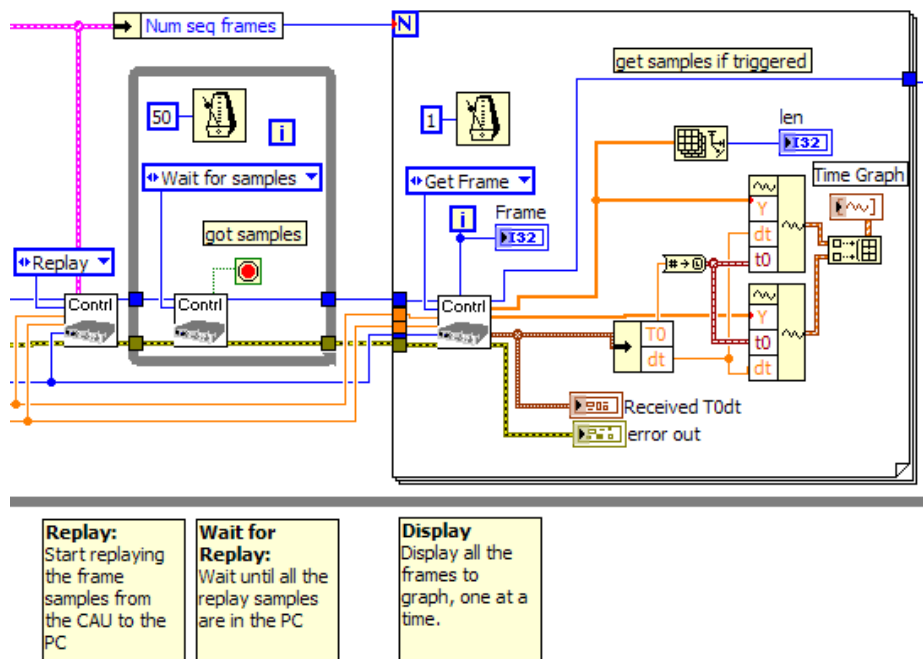 Num seq frames
N
get samples if triggered
50
i
1
len
I32
Wait for samples
Get Frame
Time Graph
i
Frame
I32
got samples
Y
dt
t0
Replay
# → t
Contrl
Contrl
Contrl
Y
t0
dt
T0
dt
Received T0dt
error out
Replay:
Start replaying
the frame
samples from
the CAU to the
PC
Wait for
Replay:
Wait until all the
replay samples
are in the PC
Display
Display all the
frames to
graph, one at a
time.